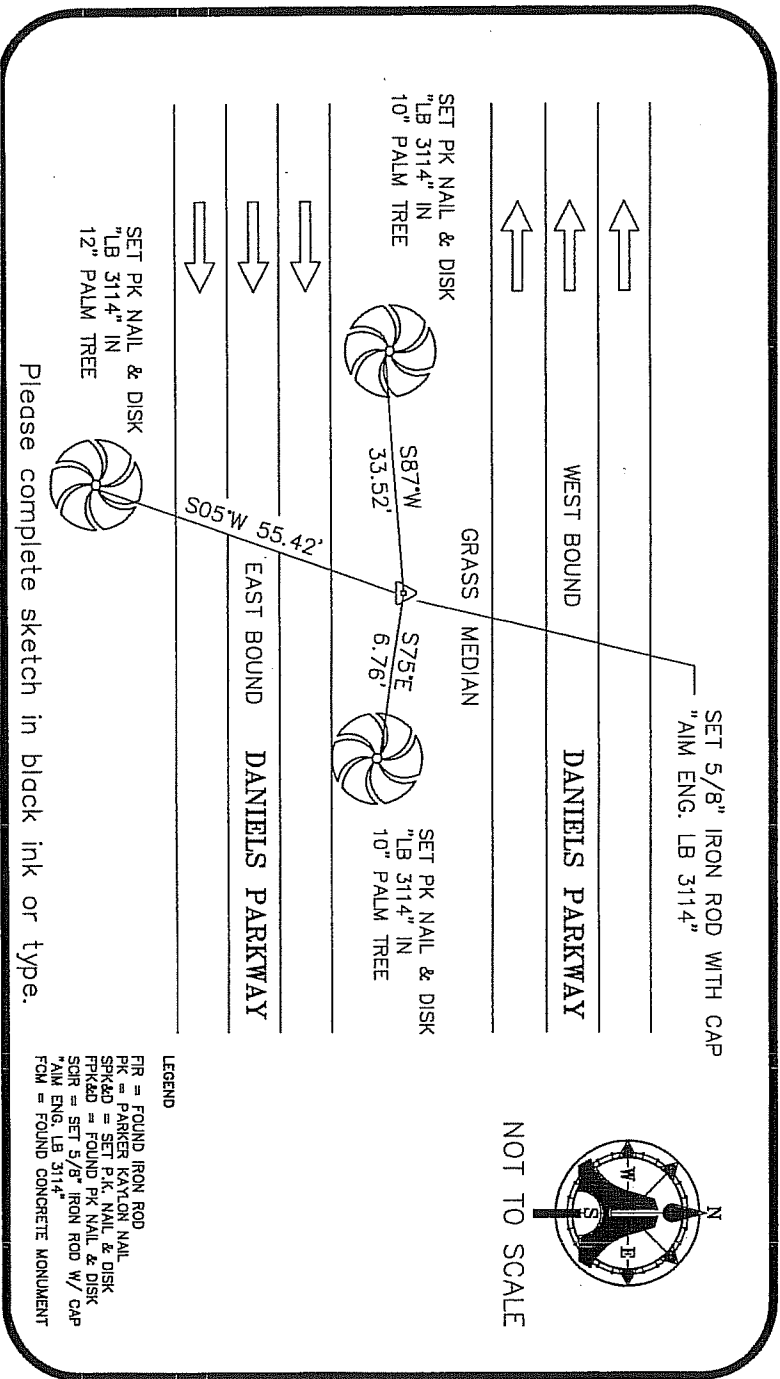 SET 5/8" IRON ROD WITH CAP
"AIM ENG. LB 3114"
N
W
E
S
NOT TO SCALE
WEST BOUND
DANIELS PARKWAY
GRASS MEDIAN
SET PK NAIL & DISK
"LB 3114" IN
10" PALM TREE
S87°W
33.52'
S75°E
6.76'
SET PK NAIL & DISK
"LB 3114" IN
10" PALM TREE
S05°W 55.42'
EAST BOUND
DANIELS PARKWAY
SET PK NAIL & DISK
"LB 3114" IN
12" PALM TREE
LEGEND
FIR = FOUND IRON ROD
PK = PARKER KAYLON NAIL
SPK&D = SET P.K. NAIL & DISK
FPK&D = FOUND PK NAIL & DISK
SCIR = SET 5/8" IRON ROD W/ CAP
"AIM ENG. LB 3114"
FCM = FOUND CONCRETE MONUMENT
Please complete sketch in black ink or type.